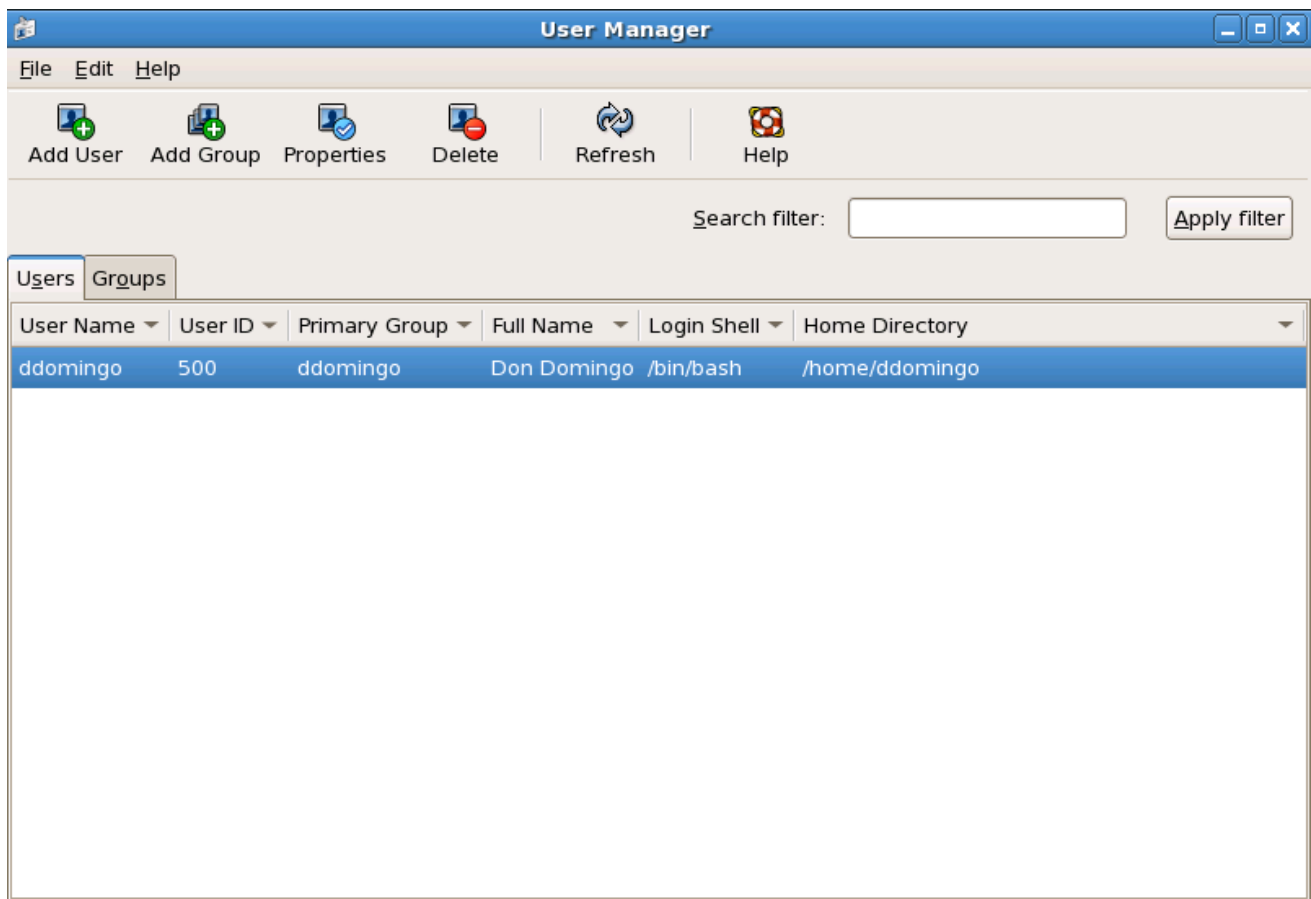 User Manager
File Edit Help
Add User Add Group Properties Delete Refresh Help
Search filter: Apply filter
Users Groups
User Name User ID Primary Group Full Name Login Shell Home Directory
ddomingo 500 ddomingo Don Domingo /bin/bash /home/ddomingo